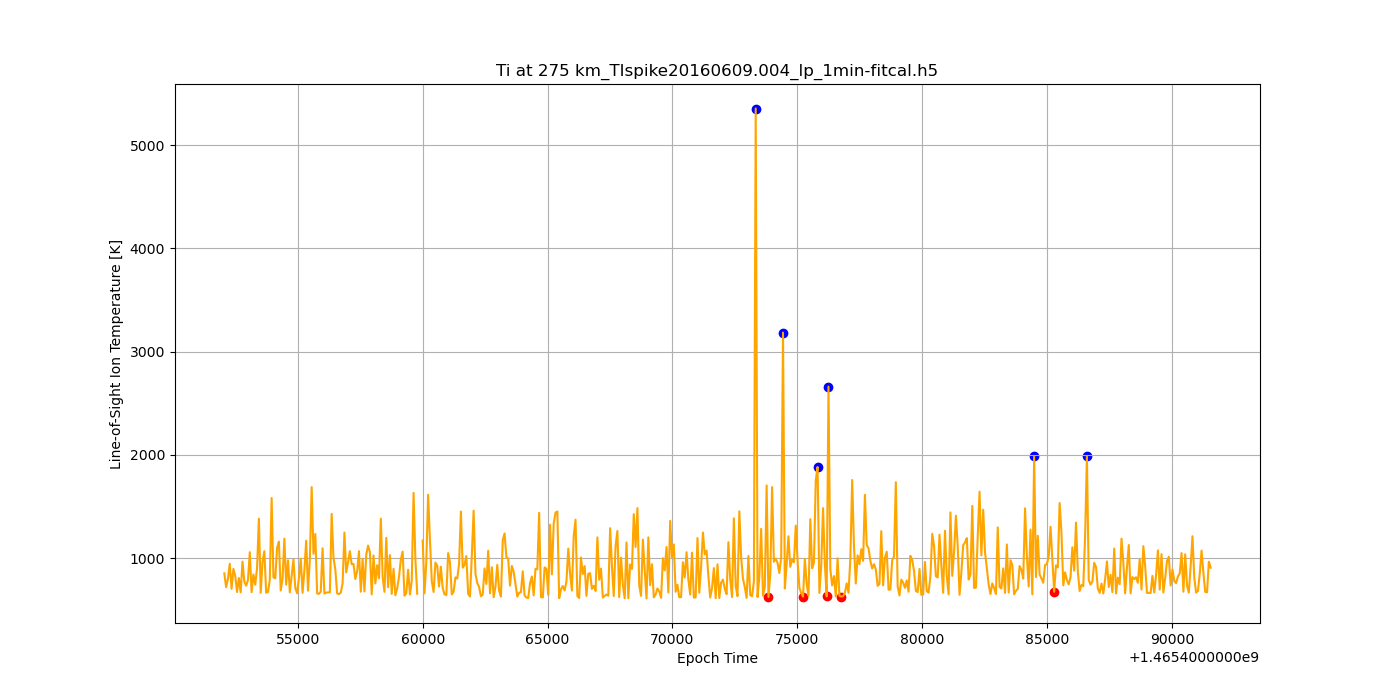 Ti at 275 km_TIspike20160609.004_lp_1min-fitcal.h5
Line-of-Sight Ion Temperature [K]
5000
4000
3000
2000
1000
55000 60000 65000 70000 75000 80000 85000 90000
Epoch Time
+1.4654000000e9